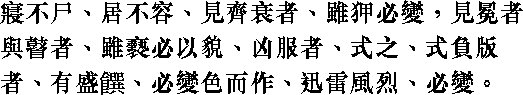 寢不尸、居不容、見齊衰者、雖狎必變，見冕者
與瞽者、雖褻必以貌、凶服者、式之、式負版
者、有盛饌、必變色而作、迅雷風烈、必變。